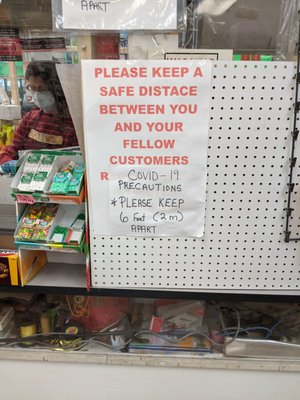 APART
PLEASE KEEP A
SAFE DISTACE
BETWEEN YOU
AND YOUR
FELLOW
CUSTOMERS
R
COVID-19
PRECAUTIONS
*PLEASE KEEP
6 Feet (2m)
APART